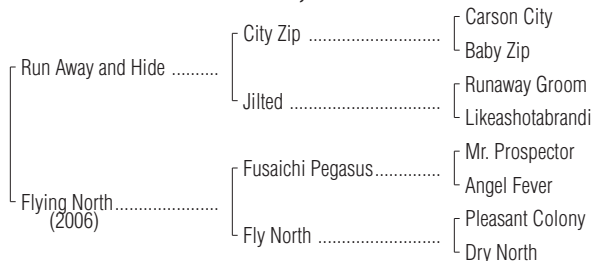 Carson City
City Zip ..............................
Baby Zip
Run Away and Hide ..........
Runaway Groom
Jilted ..................................
Likeashotabrandi
Mr. Prospector
Fusaichi Pegasus..............
Angel Fever
Flying North.......................
(2006)
Pleasant Colony
Fly North ...........................
Dry North